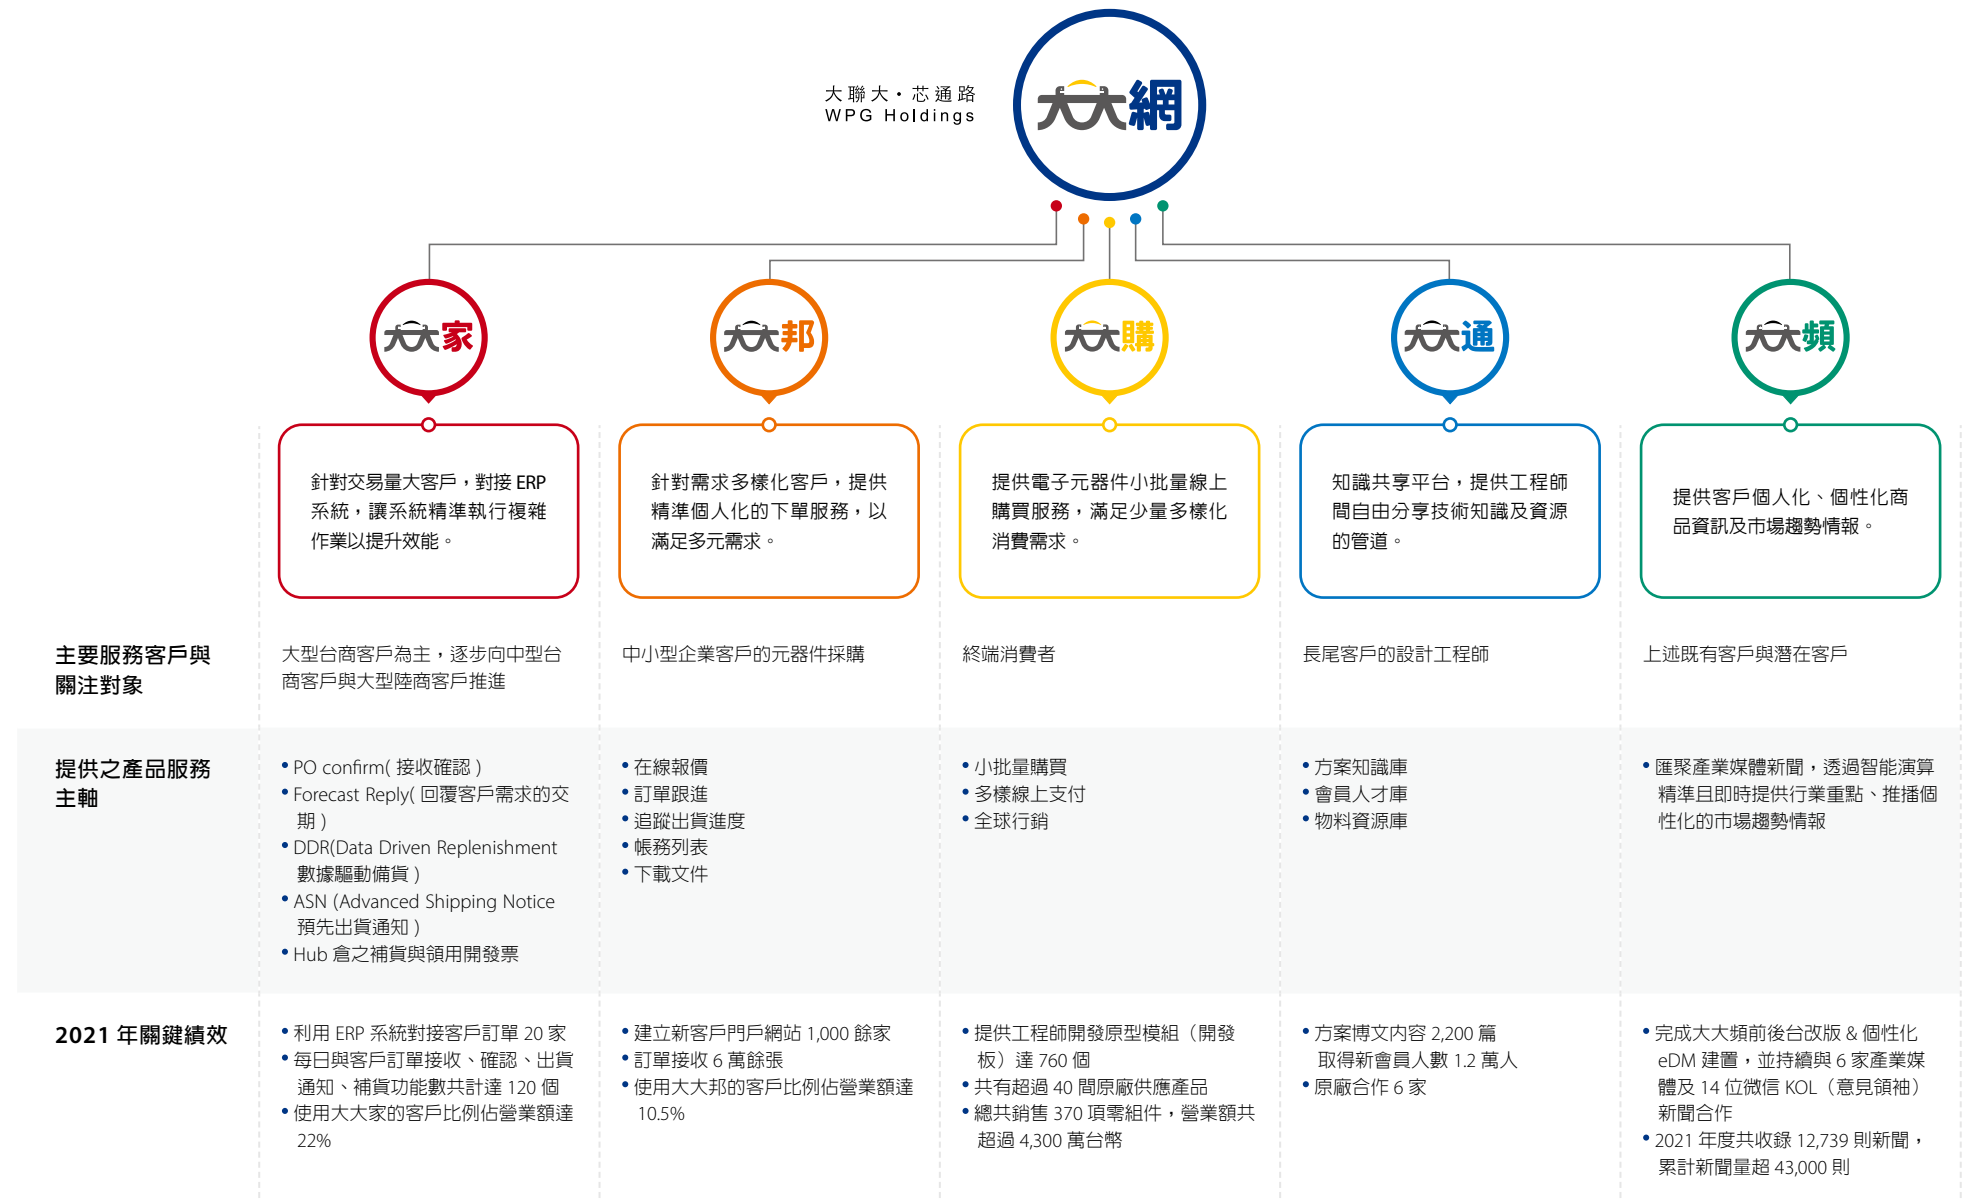 大聯大・芯通路
WPG Holdings
大大網
大大家
大大邦
大大購
大大通
大大頻
針對交易量大客戶，對接 ERP
系統，讓系統精準執行複雜
作業以提升效能。
針對需求多樣化客戶，提供
精準個人化的下單服務，以
滿足多元需求。
提供電子元器件小批量線上
購買服務，滿足少量多樣化
消費需求。
知識共享平台，提供工程師
間自由分享技術知識及資源
的管道。
提供客戶個人化、個性化商
品資訊及市場趨勢情報。
主要服務客戶與
關注對象
大型台商客戶為主，逐步向中型台
商客戶與大型陸商客戶推進
中小型企業客戶的元器件採購
終端消費者
長尾客戶的設計工程師
上述既有客戶與潛在客戶
提供之產品服務
主軸
• PO confirm( 接收確認 )
• Forecast Reply( 回覆客戶需求的交
期 )
• DDR(Data Driven Replenishment
數據驅動備貨 )
• ASN (Advanced Shipping Notice
預先出貨通知 )
• Hub 倉之補貨與領用開發票
• 在線報價
• 訂單跟進
• 追蹤出貨進度
• 帳務列表
• 下載文件
• 小批量購買
• 多樣線上支付
• 全球行銷
• 方案知識庫
• 會員人才庫
• 物料資源庫
• 匯聚產業媒體新聞，透過智能演算
精準且即時提供行業重點、推播個
性化的市場趨勢情報
2021 年關鍵績效
• 利用 ERP 系統對接客戶訂單 20 家
• 每日與客戶訂單接收、確認、出貨
通知、補貨功能數共計達 120 個
• 使用大大家的客戶比例佔營業額達
22%
• 建立新客戶門戶網站 1,000 餘家
• 訂單接收 6 萬餘張
• 使用大大邦的客戶比例佔營業額達
10.5%
• 提供工程師開發原型模組（開發
板）達 760 個
• 共有超過 40 間原廠供應產品
• 總共銷售 370 項零組件，營業額共
超過 4,300 萬台幣
• 方案博文內容 2,200 篇
取得新會員人數 1.2 萬人
• 原廠合作 6 家
• 完成大大頻前後台改版 & 個性化
eDM 建置，並持續與 6 家產業媒
體及 14 位微信 KOL（意見領袖）
新聞合作
• 2021 年度共收錄 12,739 則新聞，
累計新聞量超 43,000 則